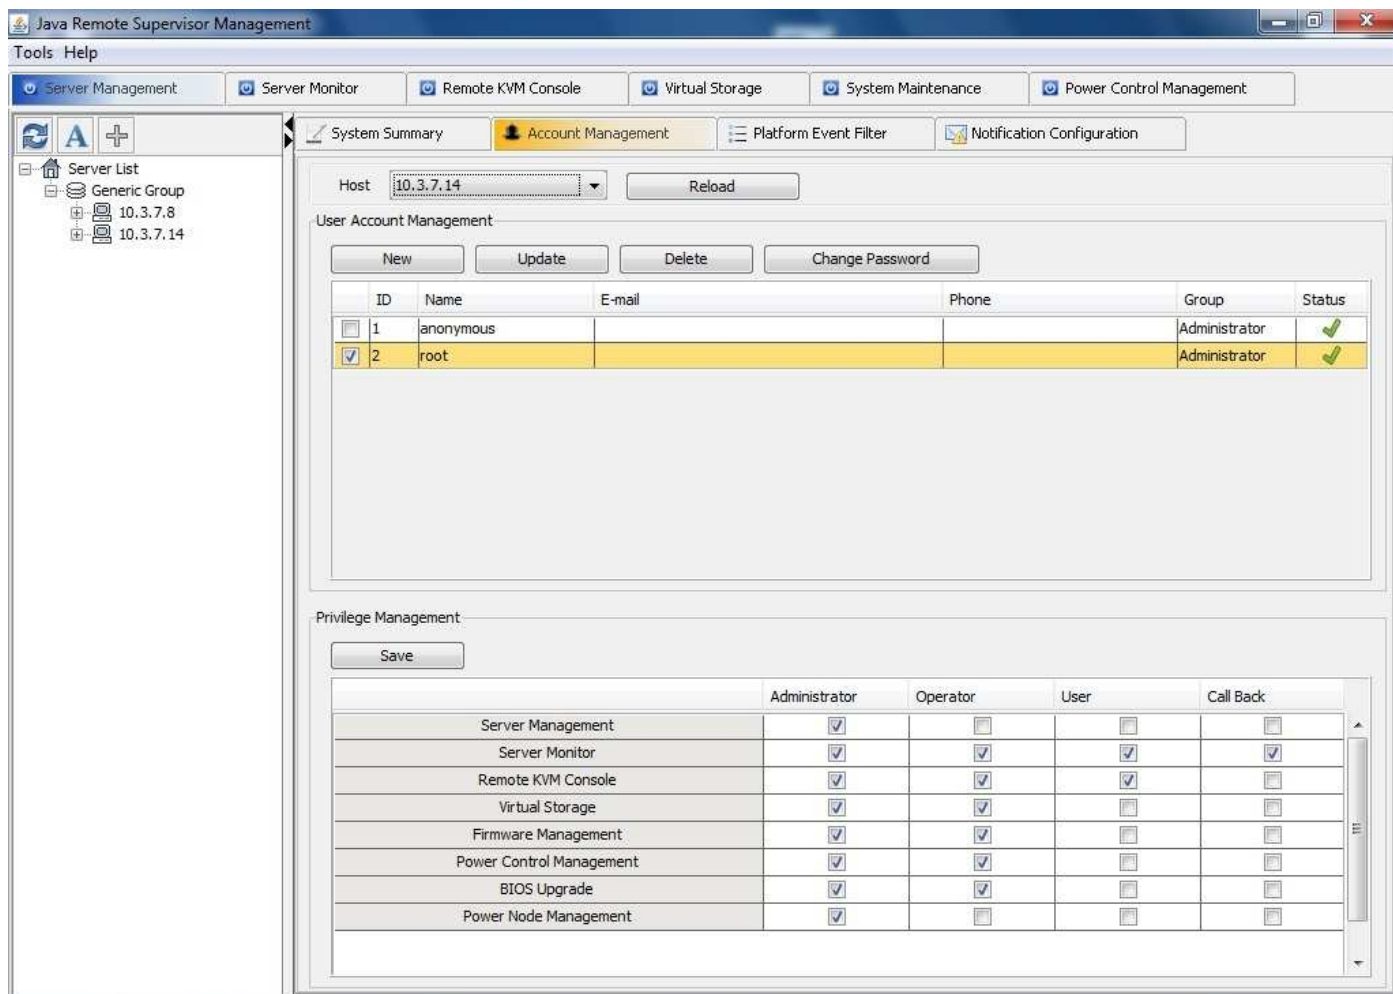 Java Remote Supervisor Management
Tools Help
Server Management Server Monitor Remote KVM Console Virtual Storage System Maintenance Power Control Management
A
System Summary Account Management Platform Event Filter Notification Configuration
Server List
Generic Group
10.3.7.8
10.3.7.14
Host 10.3.7.14 Reload
User Account Management
New Update Delete Change Password
ID Name E-mail Phone Group Status
1 anonymous Administrator
2 root Administrator
Privilege Management
Save
Administrator Operator User Call Back
Server Management
Server Monitor
Remote KVM Console
Virtual Storage
Firmware Management
Power Control Management
BIOS Upgrade
Power Node Management